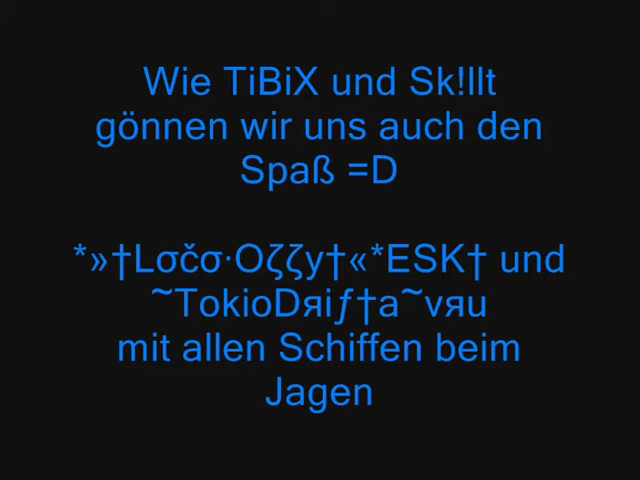 Wie TiBiX und Sk!llt
gönnen wir uns auch den
Spaß =D
*»†Lσčσ·Oζζy†«*ESK† und
~TokioDяiƒ†a~vяu
mit allen Schiffen beim
Jagen